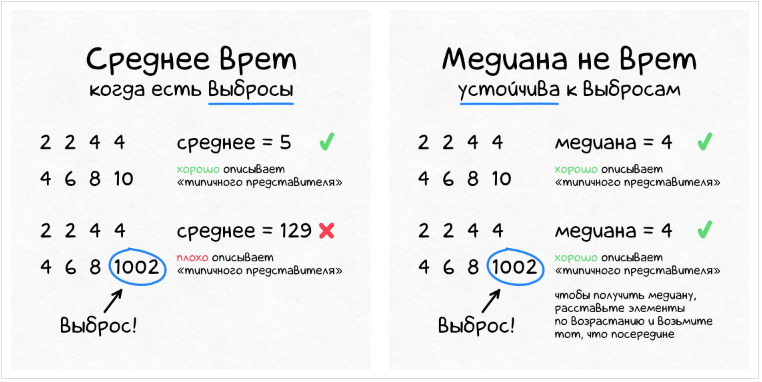 Среднее врет
когда есть выбросы
2 2 4 4
среднее = 5
4 6 8 10
хорошо описывает
«типичного представителя»
2 2 4 4
среднее = 129
4 6 8 1002
плохо описывает
«типичного представителя»
Выброс!
Медиана не врет
устойчива к выбросам
2 2 4 4
медиана = 4
4 6 8 10
хорошо описывает
«типичного представителя»
2 2 4 4
медиана = 4
4 6 8 1002
хорошо описывает
«типичного представителя»
Выброс!
чтобы получить медиану,
расставьте элементы
по возрастанию и возьмите
тот, что посередине